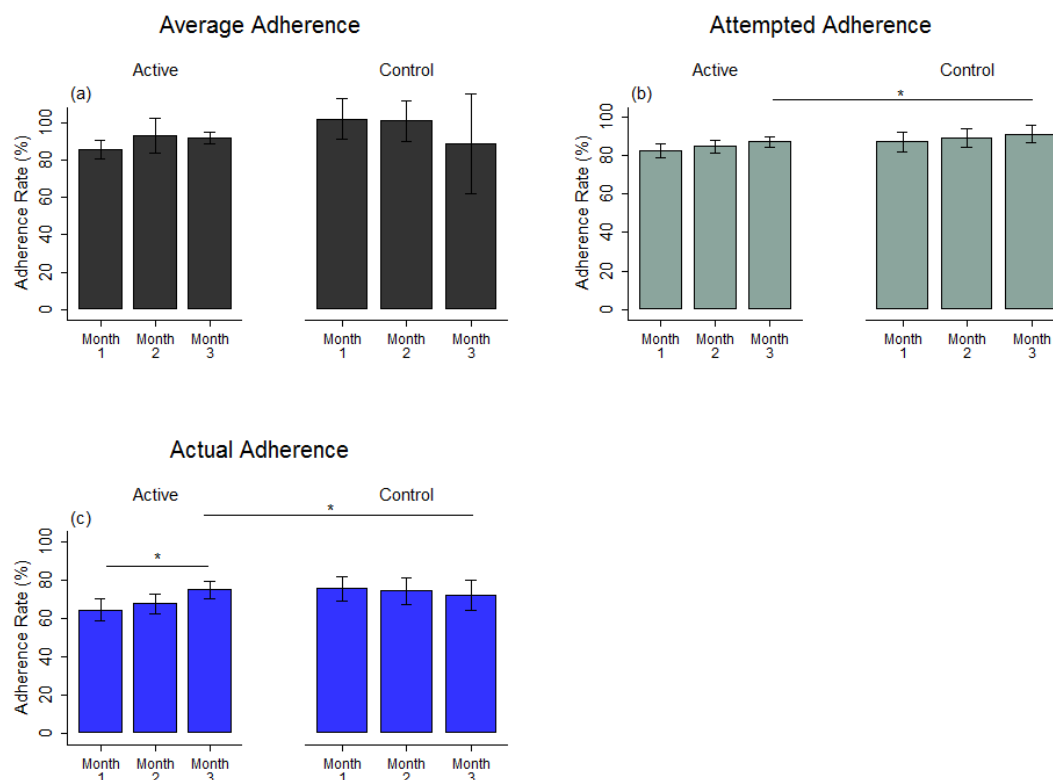 Average Adherence
Active
Control
(a)
Adherence Rate (%)
0
20
40
60
80
100
Month
1
Month
2
Month
3
Month
1
Month
2
Month
3
Attempted Adherence
Active
Control
(b)
*
Adherence Rate (%)
0
20
40
60
80
100
Month
1
Month
2
Month
3
Month
1
Month
2
Month
3
Actual Adherence
Active
Control
(c)
*
*
Adherence Rate (%)
0
20
40
60
80
100
Month
1
Month
2
Month
3
Month
1
Month
2
Month
3